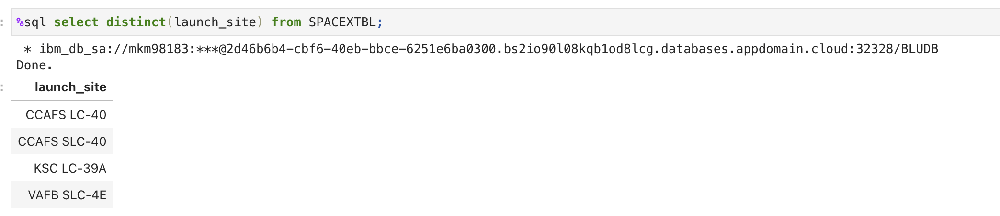 : %sql select distinct(launch_site) from SPACEXTBL;
* ibm_db_sa://mkm98183:***@2d46b6b4-cbf6-40eb-bbce-6251e6ba0300.bs2io90l08kqb1od8lcg.databases.appdomain.cloud:32328/BLUDB
Done.
: launch_site
CCAFS LC-40
CCAFS SLC-40
KSC LC-39A
VAFB SLC-4E